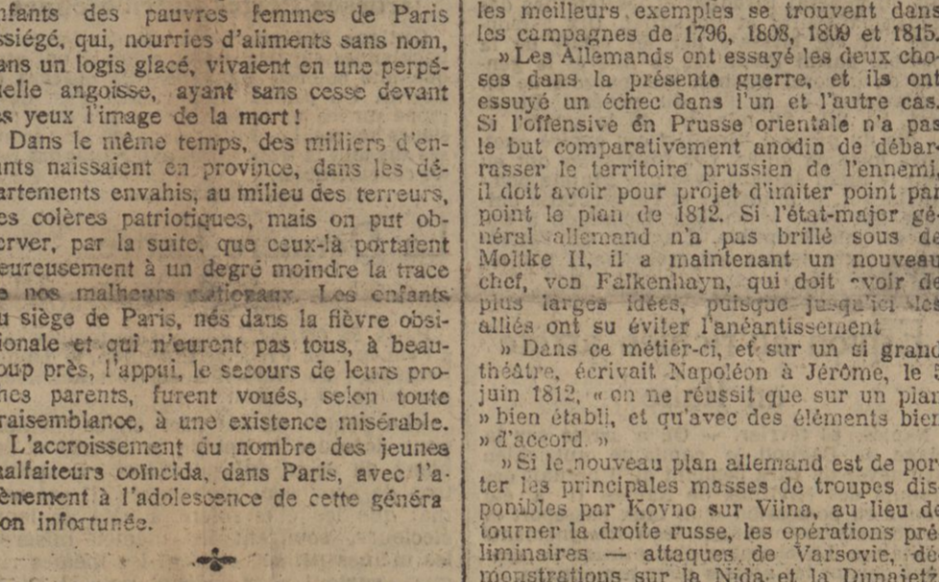 nfants des pauvres femmes de Paris
ssiégé, qui, nourries d'aliments sans nom,
ans un logis glacé, vivaient en une perpé-
uelle angoisse, ayant sans cesse devant
s yeux l'image de la mort !
Dans le même temps, des milliers d'en-
ants naissaient en province, dans les dé-
artements envahis, au milieu des terreurs,
es colères patriotiques, mais on put ob-
erver, par la suite, que ceux-là portaient
eureusement à un degré moindre la trace
e nos malheurs nationaux. Les enfants
u siège de Paris, nés dans la fièvre obsi-
ionale et qui n'eurent pas tous, à beau-
oup près, l'appui, le secours de leurs pro-
hes parents, furent voués, selon toute
raisemblance, à une existence misérable.
L'accroissement du nombre des jeunes
alfaiteurs coïncida, dans Paris, avec l'a-
ènement à l'adolescence de cette généra
on infortunée.
les meilleurs exemples se trouvent dans
les campagnes de 1796, 1808, 1809 et 1815.
» Les Allemands ont essayé les deux cho-
ses dans la présente guerre, et ils ont
essuyé un échec dans l'un et l'autre cas.
Si l'offensive en Prusse orientale n'a pas
le but comparativement anodin de débar-
rasser le territoire prussien de l'ennemi,
il doit avoir pour projet d'imiter point par
point le plan de 1812. Si l'état-major gé-
néral allemand n'a pas brillé sous de
Moltke II, il a maintenant un nouveau
chef, von Falkenhayn, qui doit avoir de
plus larges idées, puisque jusqu'ici les
alliés ont su éviter l'anéantissement
» Dans ce métier-ci, et sur un si grand
théâtre, écrivait Napoléon à Jérôme, le 5
juin 1812, « on ne réussit que sur un plan
» bien établi, et qu'avec des éléments bien
» d'accord. »
» Si le nouveau plan allemand est de por-
ter les principales masses de troupes dis-
ponibles par Kovno sur Vilna, au lieu de
tourner la droite russe, les opérations pré-
liminaires — attaques de Varsovie, dé-
monstrations sur la Nida et la Dunajetz